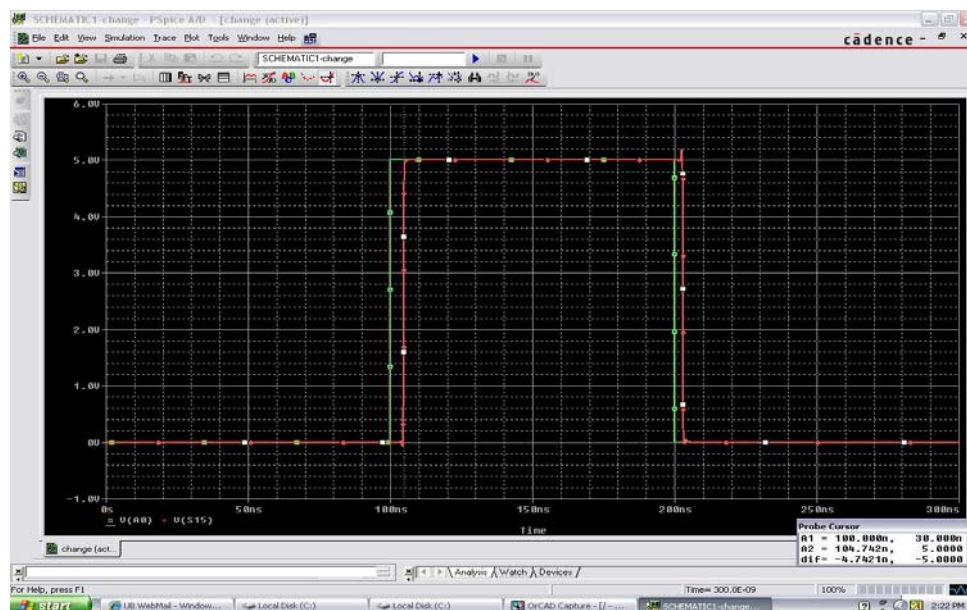 SCHEMATIC1-change - PSpice A/D - [change (active)]
File Edit View Simulation Trace Plot Tools Window Help
cādence
SCHEMATIC1-change
6.0V
5.0V
4.0V
3.0V
2.0V
1.0V
0V
-1.0V
0s 50ns 100ns 150ns 200ns 250ns 300ns
V(A0) V(S15)
Time
Probe Cursor
A1 = 100.000n, 30.000n
A2 = 104.742n, 5.0000
dif= -4.7421n, -5.0000
change (act...
Analysis Watch Devices
For Help, press F1
Time= 300.0E-09 100%
start UB WebMail - Window... Local Disk (C:) Local Disk (C:) OrCAD Capture - [/ - ... SCHEMATIC1-change... 2:22 PM